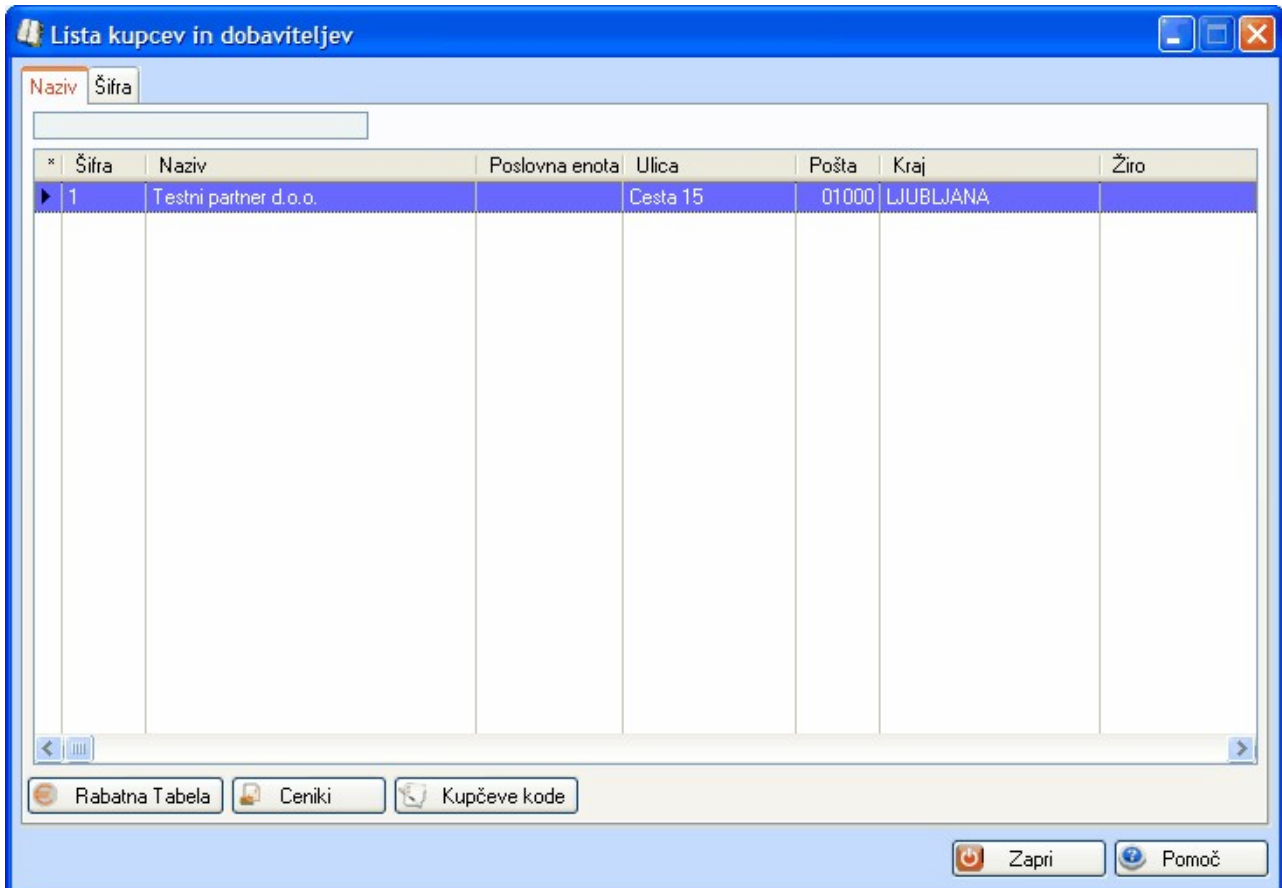 Lista kupcev in dobaviteljev
Naziv Šifra
* Šifra Naziv Poslovna enota Ulica Pošta Kraj Žiro
1 Testni partner d.o.o. Cesta 15 01000 LJUBLJANA
Rabatna Tabela Ceniki Kupčeve kode
Zapri Pomoč